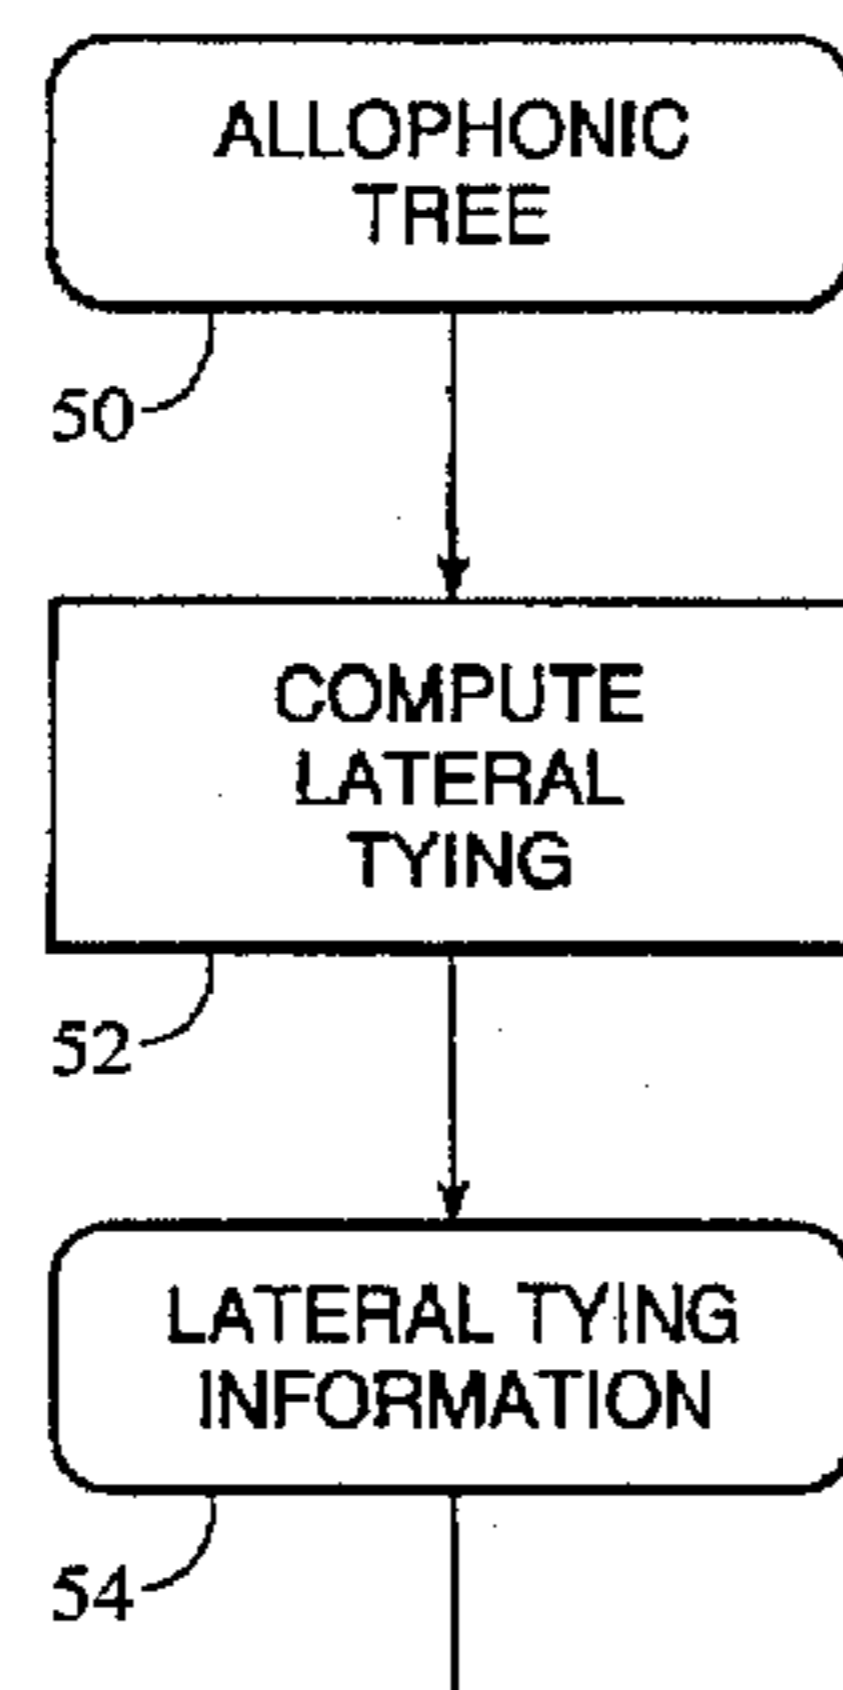 ALLOPHONIC
TREE
50
COMPUTE
LATERAL
TYING
52
LATERAL TYING
INFORMATION
54